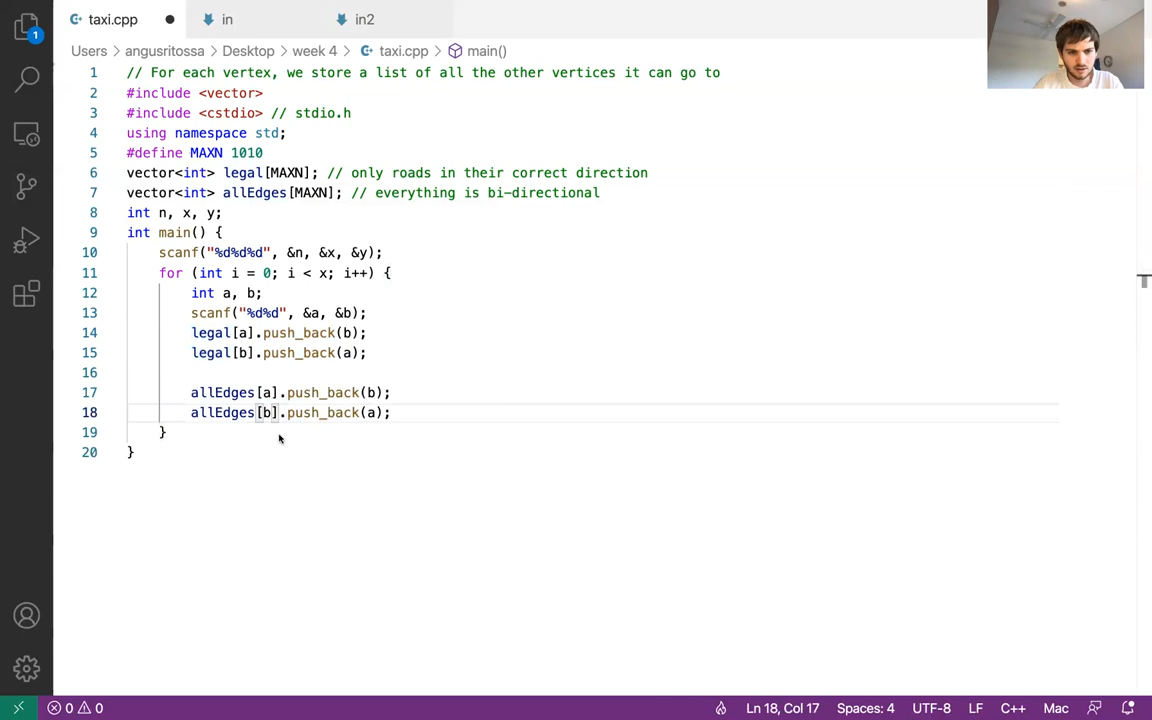 taxi.cpp
in
in2
1
Users > angusritossa > Desktop > week 4 > taxi.cpp > main()
1 // For each vertex, we store a list of all the other vertices it can go to
2 #include <vector>
3 #include <cstdio> // stdio.h
4 using namespace std;
5 #define MAXN 1010
6 vector<int> legal[MAXN]; // only roads in their correct direction
7 vector<int> allEdges[MAXN]; // everything is bi-directional
8 int n, x, y;
9 int main() {
10     scanf("%d%d%d", &n, &x, &y);
11     for (int i = 0; i < x; i++) {
12         int a, b;
13         scanf("%d%d", &a, &b);
14         legal[a].push_back(b);
15         legal[b].push_back(a);
16
17         allEdges[a].push_back(b);
18         allEdges[b].push_back(a);
19     }
20 }
0 0
Ln 18, Col 17
Spaces: 4
UTF-8
LF
C++
Mac